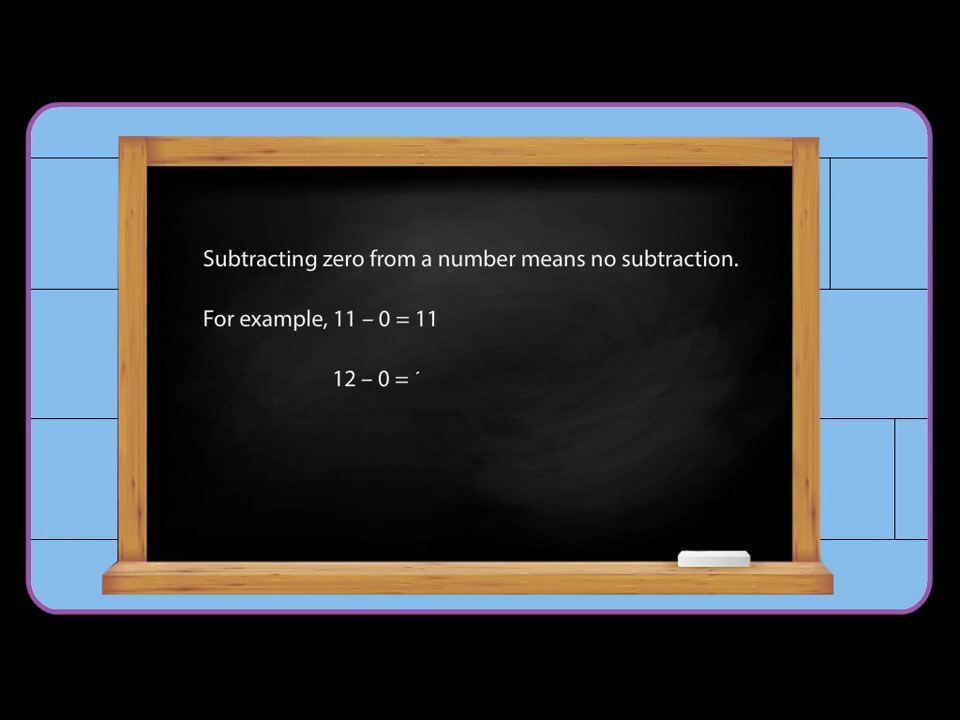 Subtracting zero from a number means no subtraction.
For example, 11 – 0 = 11
12 – 0 =